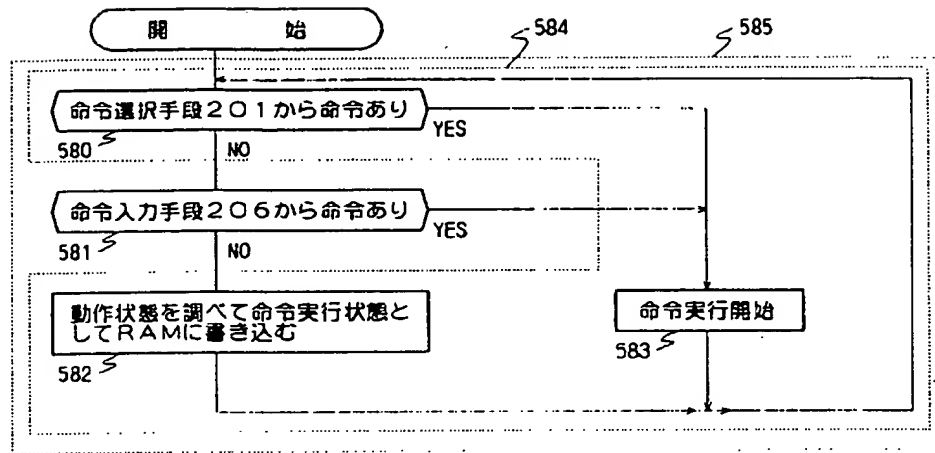 開 始
584
585
命令選択手段201から命令あり
580
YES
NO
命令入力手段206から命令あり
581
YES
NO
動作状態を調べて命令実行状態と
してRAMに書き込む
582
命令実行開始
583